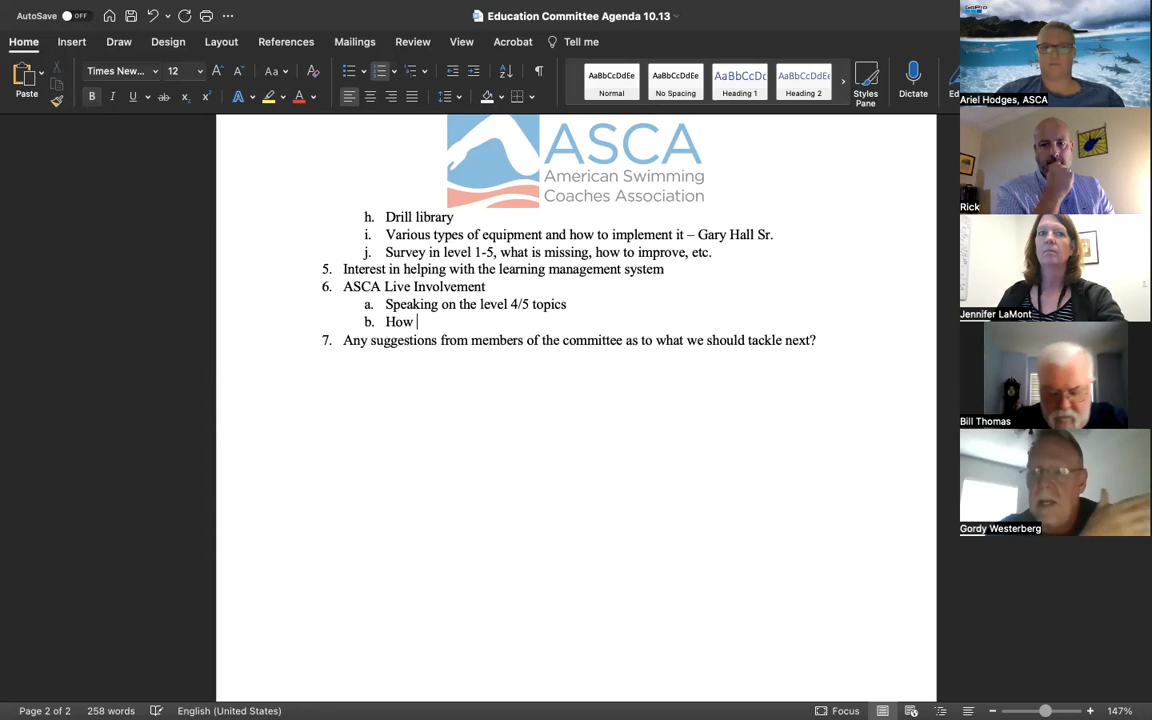 AutoSave OFF
Education Committee Agenda 10.13
Home Insert Draw Design Layout References Mailings Review View Acrobat Tell me
Paste
Times New... 12
Aa
B I U ab x₂ x²
A A
AaBbCcDdEe
Normal
AaBbCcDdEe
No Spacing
AaBbCcDc
Heading 1
AaBbCcDdEe
Heading 2
Styles
Pane
Dictate
GoPro
Ariel Hodges, ASCA
Rick
Jennifer LaMont
Bill Thomas
Gordy Westerberg
ASCA
American Swimming
Coaches Association
h. Drill library
i. Various types of equipment and how to implement it – Gary Hall Sr.
j. Survey in level 1-5, what is missing, how to improve, etc.
5. Interest in helping with the learning management system
6. ASCA Live Involvement
a. Speaking on the level 4/5 topics
b. How
7. Any suggestions from members of the committee as to what we should tackle next?
Page 2 of 2 258 words English (United States) Focus 147%